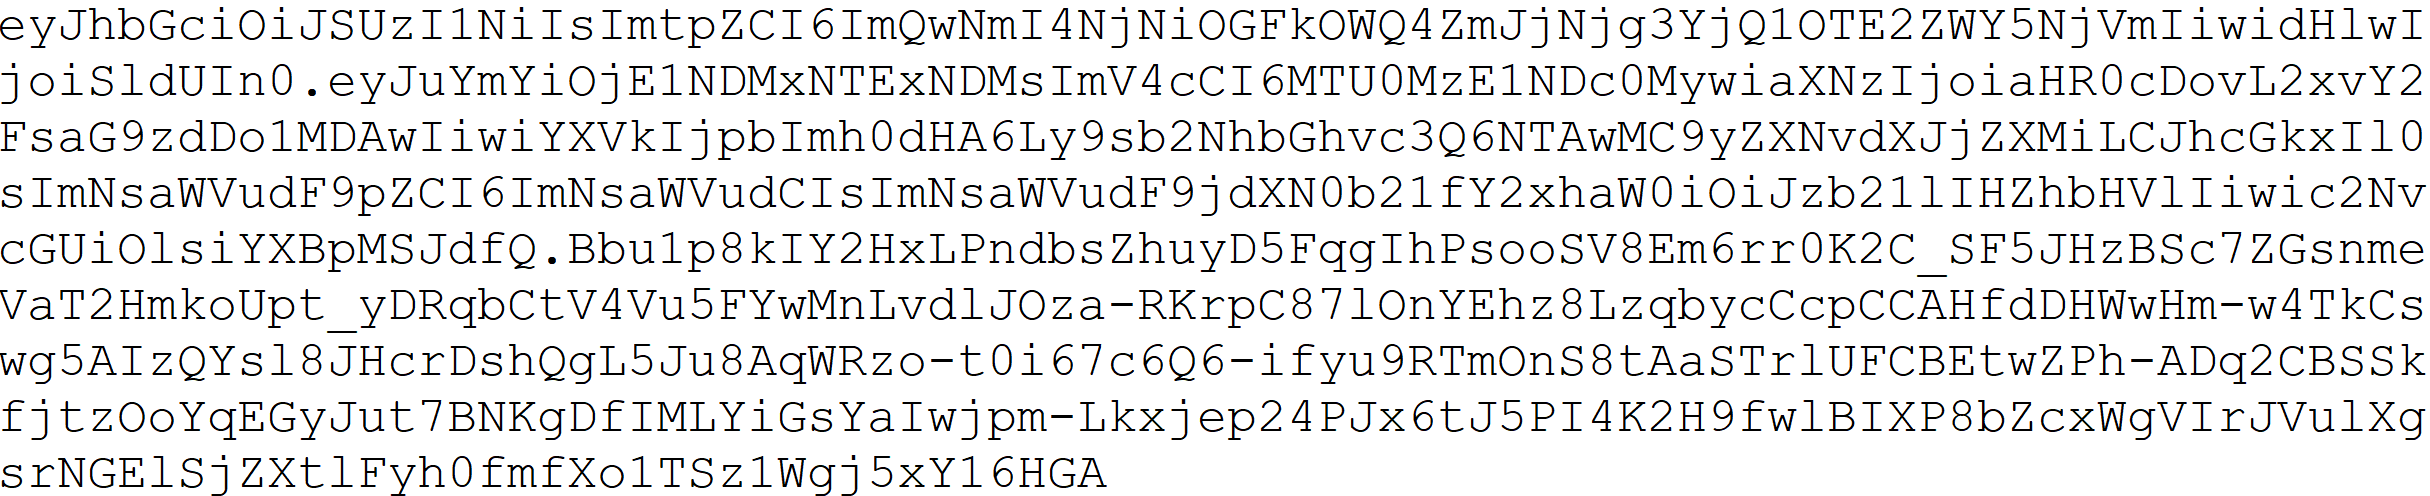 eyJhbGciOiJSUzI1NiIsImtpZCI6ImQwNmI4NjNiOGFkOWQ4ZmJjNjg3YjQ1OTE2ZWY5NjVmIiwidHlwI
joiSldUIn0.eyJuYmYiOjE1NDMxNTExNDMsImV4cCI6MTU0MzE1NDc0MywiaXNzIjoiaHR0cDovL2xvY2
FsaG9zdDo1MDAwIiwiYXVkIjpbImh0dHA6Ly9sb2NhbGhvc3Q6NTAwMC9yZXNvdXJjZXMiLCJhcGkxIl0
sImNsaWVudF9pZCI6ImNsaWVudCIsImNsaWVudF9jdXN0b21fY2xhaW0iOiJzb21lIHZhbHVlIiwic2Nv
cGUiOlsiYXBpMSJdfQ.Bbu1p8kIY2HxLPndbsZhuyD5FqgIhPsooSV8Em6rr0K2C_SF5JHzBSc7ZGsnme
VaT2HmkoUpt_yDRqbCtV4Vu5FYwMnLvdlJOza-RKrpC87lOnYEhz8LzqbycCcpCCAHfdDHWwHm-w4TkCs
wg5AIzQYsl8JHcrDshQgL5Ju8AqWRzo-t0i67c6Q6-ifyu9RTmOnS8tAaSTrlUFCBEtwZPh-ADq2CBSSk
fjtzOoYqEGyJut7BNKgDfIMLYiGsYaIwjpm-Lkxjep24PJx6tJ5PI4K2H9fwlBIXP8bZcxWgVIrJVulXg
srNGElSjZXtlFyh0fmfXo1TSz1Wgj5xY16HGA